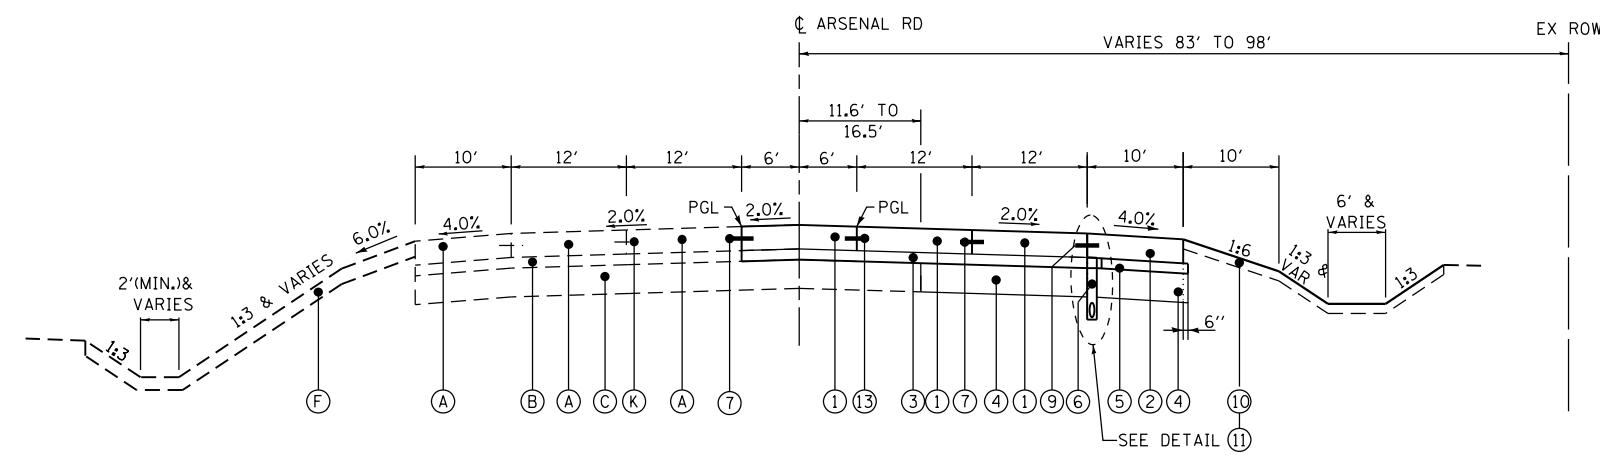 ℄ ARSENAL RD
EX ROW
VARIES 83' TO 98'
11.6' TO
16.5'
10'
12'
12'
6'
6'
12'
12'
10'
10'
6' &
VARIES
PGL
2.0%
PGL
2.0%
4.0%
6.0%
4.0%
2.0%
1:6
1:3 &
VAR
1:3
2'(MIN.)&
VARIES
1:3 & VARIES
1:3
6''
F
A
B
A
C
K
A
7
1
13
3
1
7
4
1
9
6
5
2
4
10
SEE DETAIL
11